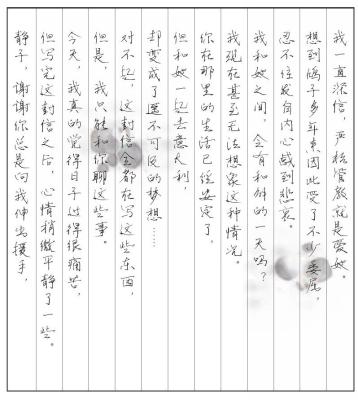 我一直深信，严格管教就是爱她。
想到鸽子多年来因此受了不少委屈，
忍不住发自内心感到悲哀。
我和她之间，会有和解的一天吗？
我现在甚至无法想象这种情况。
你在那里的生活已经安定了，
但和她一起去意大利，
却变成了遥不可及的梦想……
对不起，这封信全都在写这些东西，
但是，我只能和你聊这些事。
今天，我真的觉得日子过得很痛苦，
但写完这封信之后，心情稍微平静了一些。
静子，谢谢你总是向我伸出援手，